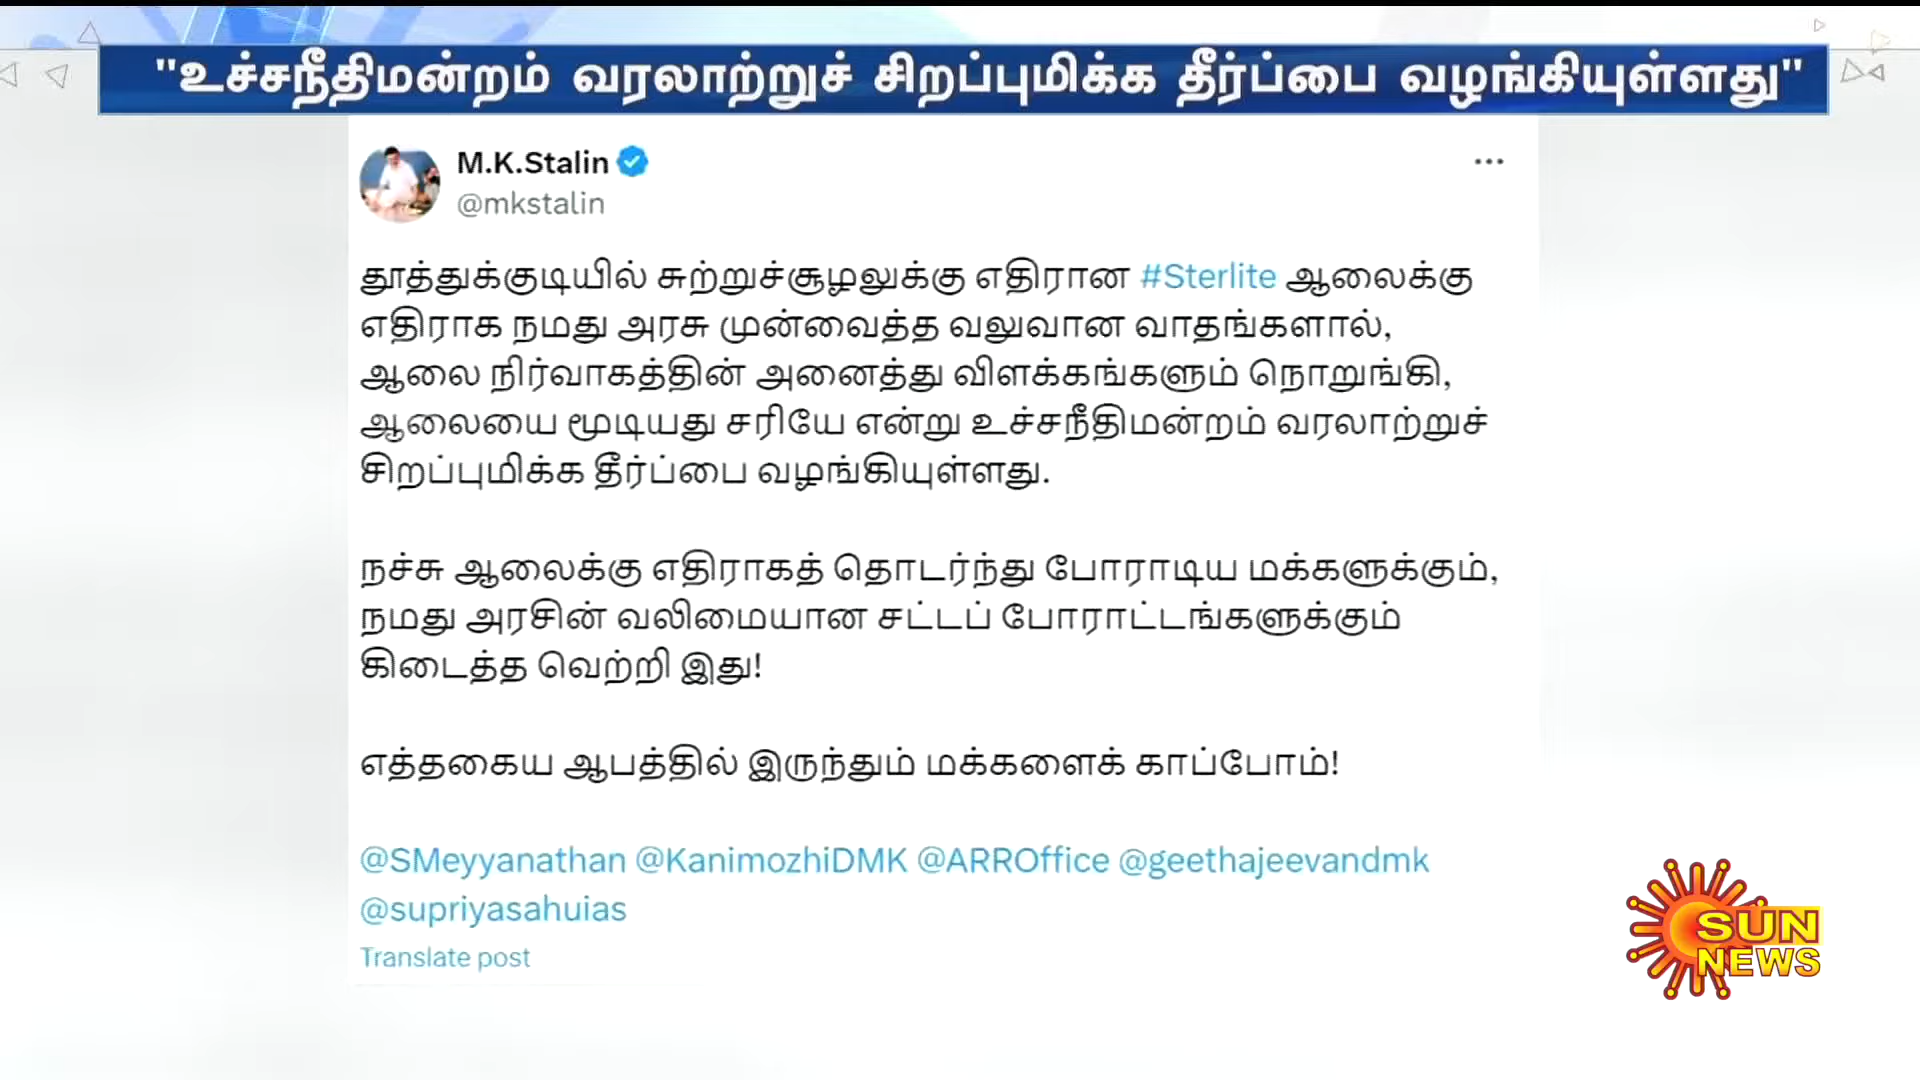 "உச்சநீதிமன்றம் வரலாற்றுச் சிறப்புமிக்க தீர்ப்பை வழங்கியுள்ளது"
M.K.Stalin
@mkstalin
தூத்துக்குடியில் சுற்றுச்சூழலுக்கு எதிரான #Sterlite ஆலைக்கு
எதிராக நமது அரசு முன்வைத்த வலுவான வாதங்களால்,
ஆலை நிர்வாகத்தின் அனைத்து விளக்கங்களும் நொறுங்கி,
ஆலையை மூடியது சரியே என்று உச்சநீதிமன்றம் வரலாற்றுச்
சிறப்புமிக்க தீர்ப்பை வழங்கியுள்ளது.
நச்சு ஆலைக்கு எதிராகத் தொடர்ந்து போராடிய மக்களுக்கும்,
நமது அரசின் வலிமையான சட்டப் போராட்டங்களுக்கும்
கிடைத்த வெற்றி இது!
எத்தகைய ஆபத்தில் இருந்தும் மக்களைக் காப்போம்!
@SMeyyanathan @KanimozhiDMK @ARROffice @geethajeevandmk
@supriyasahuias
Translate post
SUN
NEWS